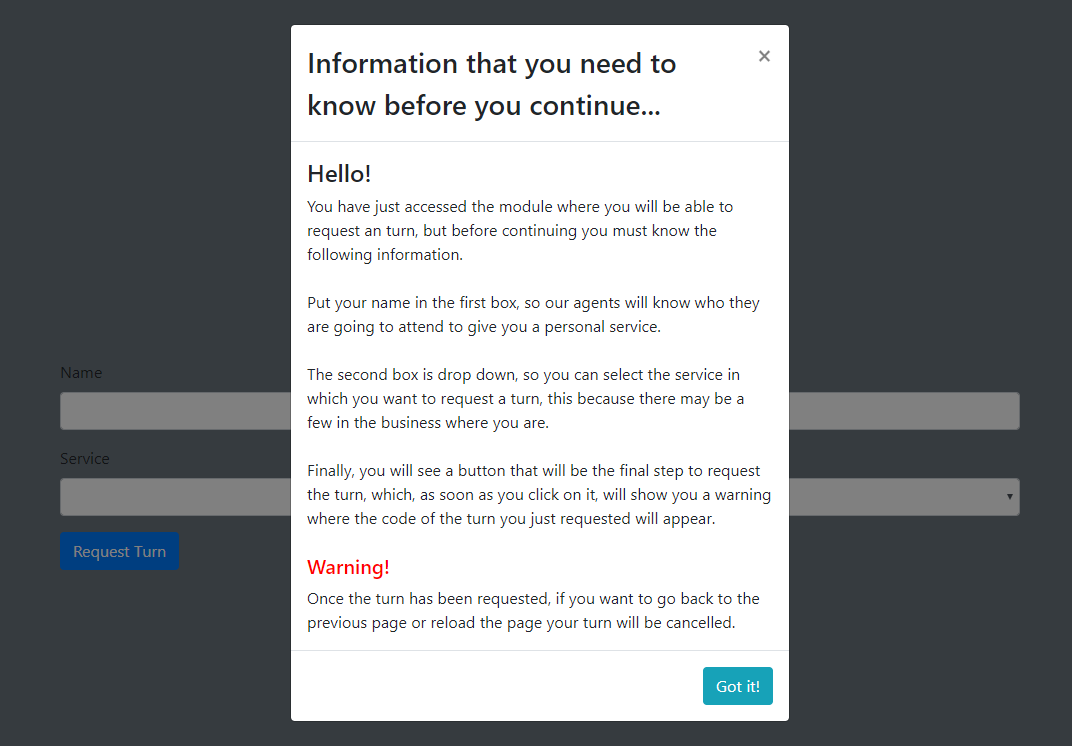 Information that you need to
know before you continue...
×
Hello!
You have just accessed the module where you will be able to
request an turn, but before continuing you must know the
following information.
Put your name in the first box, so our agents will know who they
are going to attend to give you a personal service.
The second box is drop down, so you can select the service in
which you want to request a turn, this because there may be a
few in the business where you are.
Finally, you will see a button that will be the final step to request
the turn, which, as soon as you click on it, will show you a warning
where the code of the turn you just requested will appear.
Warning!
Once the turn has been requested, if you want to go back to the
previous page or reload the page your turn will be cancelled.
Got it!
Name
Service
Request Turn